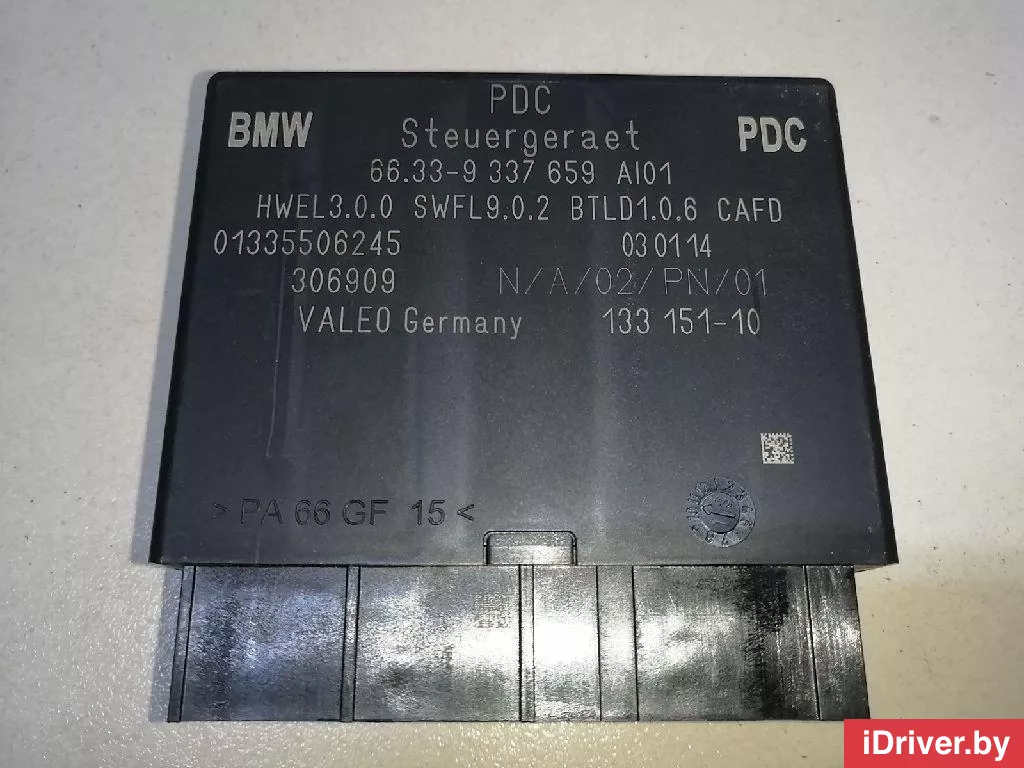 PDC
BMW Steuergeraet PDC
66.33-9 337 659 AI01
HWEL3.0.0 SWFL9.0.2 BTLD1.0.6 CAFD
01335506245 030114
306909 N/A/02/PN/01
VALEO Germany 133 151-10
>PA 66 GF 15<
iDriver.by